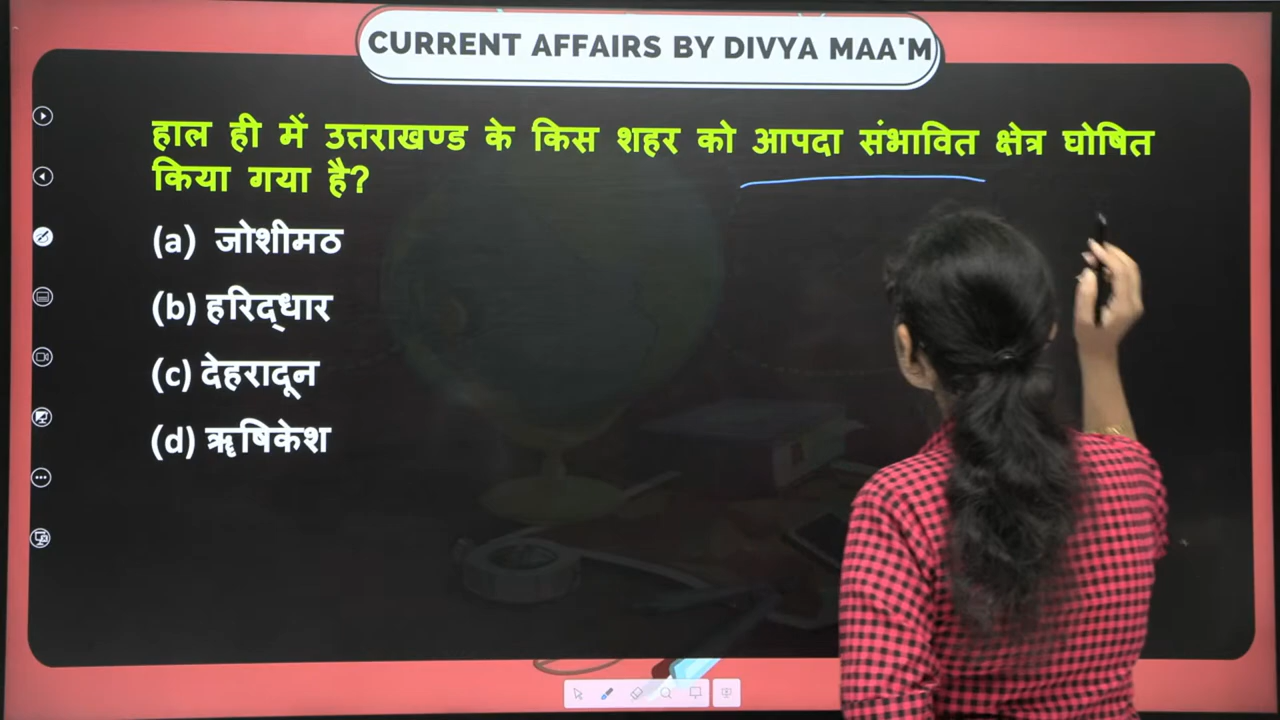 CURRENT AFFAIRS BY DIVYA MAA'M
हाल ही में उत्तराखण्ड के किस शहर को आपदा संभावित क्षेत्र घोषित
किया गया है?
(a) जोशीमठ
(b) हरिद्धार
(c) देहरादून
(d) ॠषिकेश